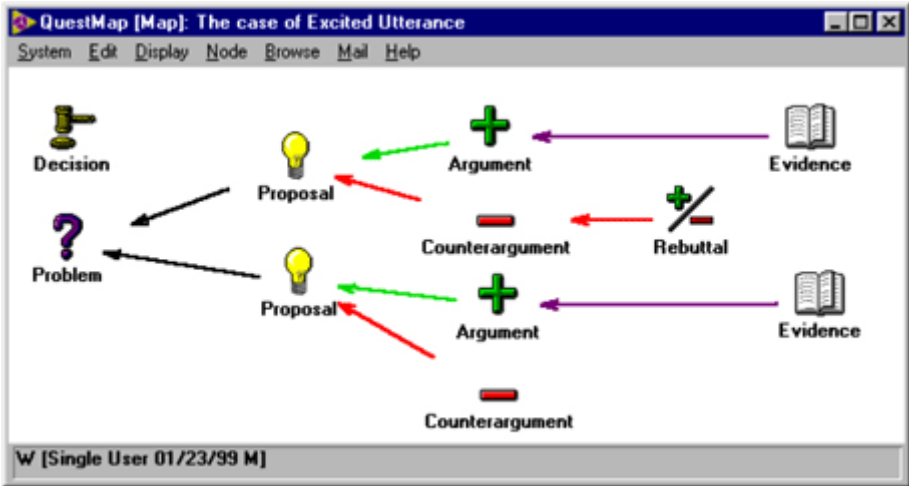 QuestMap [Map]: The case of Excited Utterance
System Edit Display Node Browse Mail Help
Decision
Proposal
Argument
Evidence
Problem
Counterargument
Rebuttal
Proposal
Argument
Evidence
Counterargument
W [Single User 01/23/99 M]